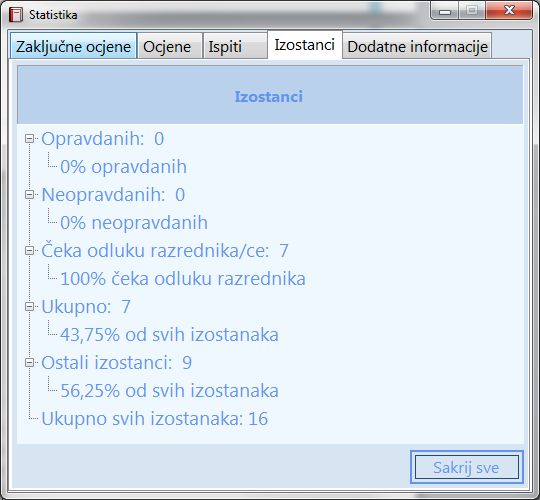 Statistika
Zaključne ocjene Ocjene Ispiti Izostanci Dodatne informacije
Izostanci
Opravdanih: 0
0% opravdanih
Neopravdanih: 0
0% neopravdanih
Čeka odluku razrednika/ce: 7
100% čeka odluku razrednika
Ukupno: 7
43,75% od svih izostanaka
Ostali izostanci: 9
56,25% od svih izostanaka
Ukupno svih izostanaka: 16
Sakrij sve